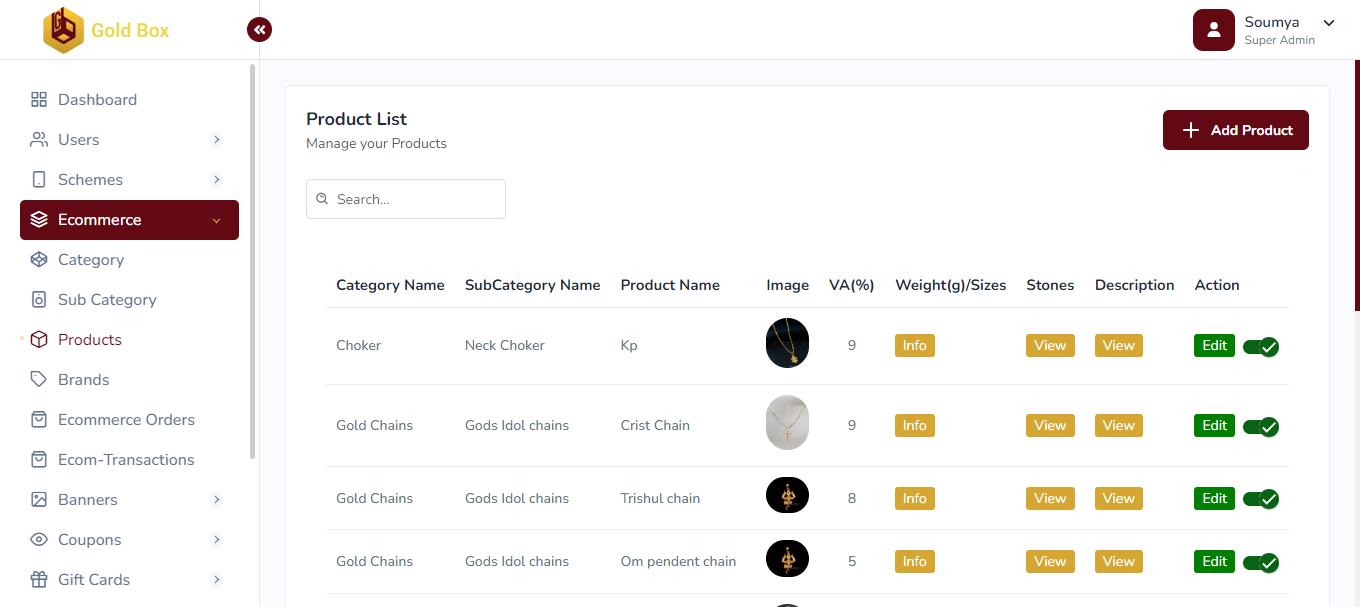 Gold Box
Soumya
Super Admin
Dashboard
Users
Schemes
Ecommerce
Category
Sub Category
Products
Brands
Ecommerce Orders
Ecom-Transactions
Banners
Coupons
Gift Cards
Product List
Manage your Products
Add Product
Search...
Category Name SubCategory Name Product Name Image VA(%) Weight(g)/Sizes Stones Description Action
Choker Neck Choker Kp 9 Info View View Edit
Gold Chains Gods Idol chains Crist Chain 9 Info View View Edit
Gold Chains Gods Idol chains Trishul chain 8 Info View View Edit
Gold Chains Gods Idol chains Om pendent chain 5 Info View View Edit